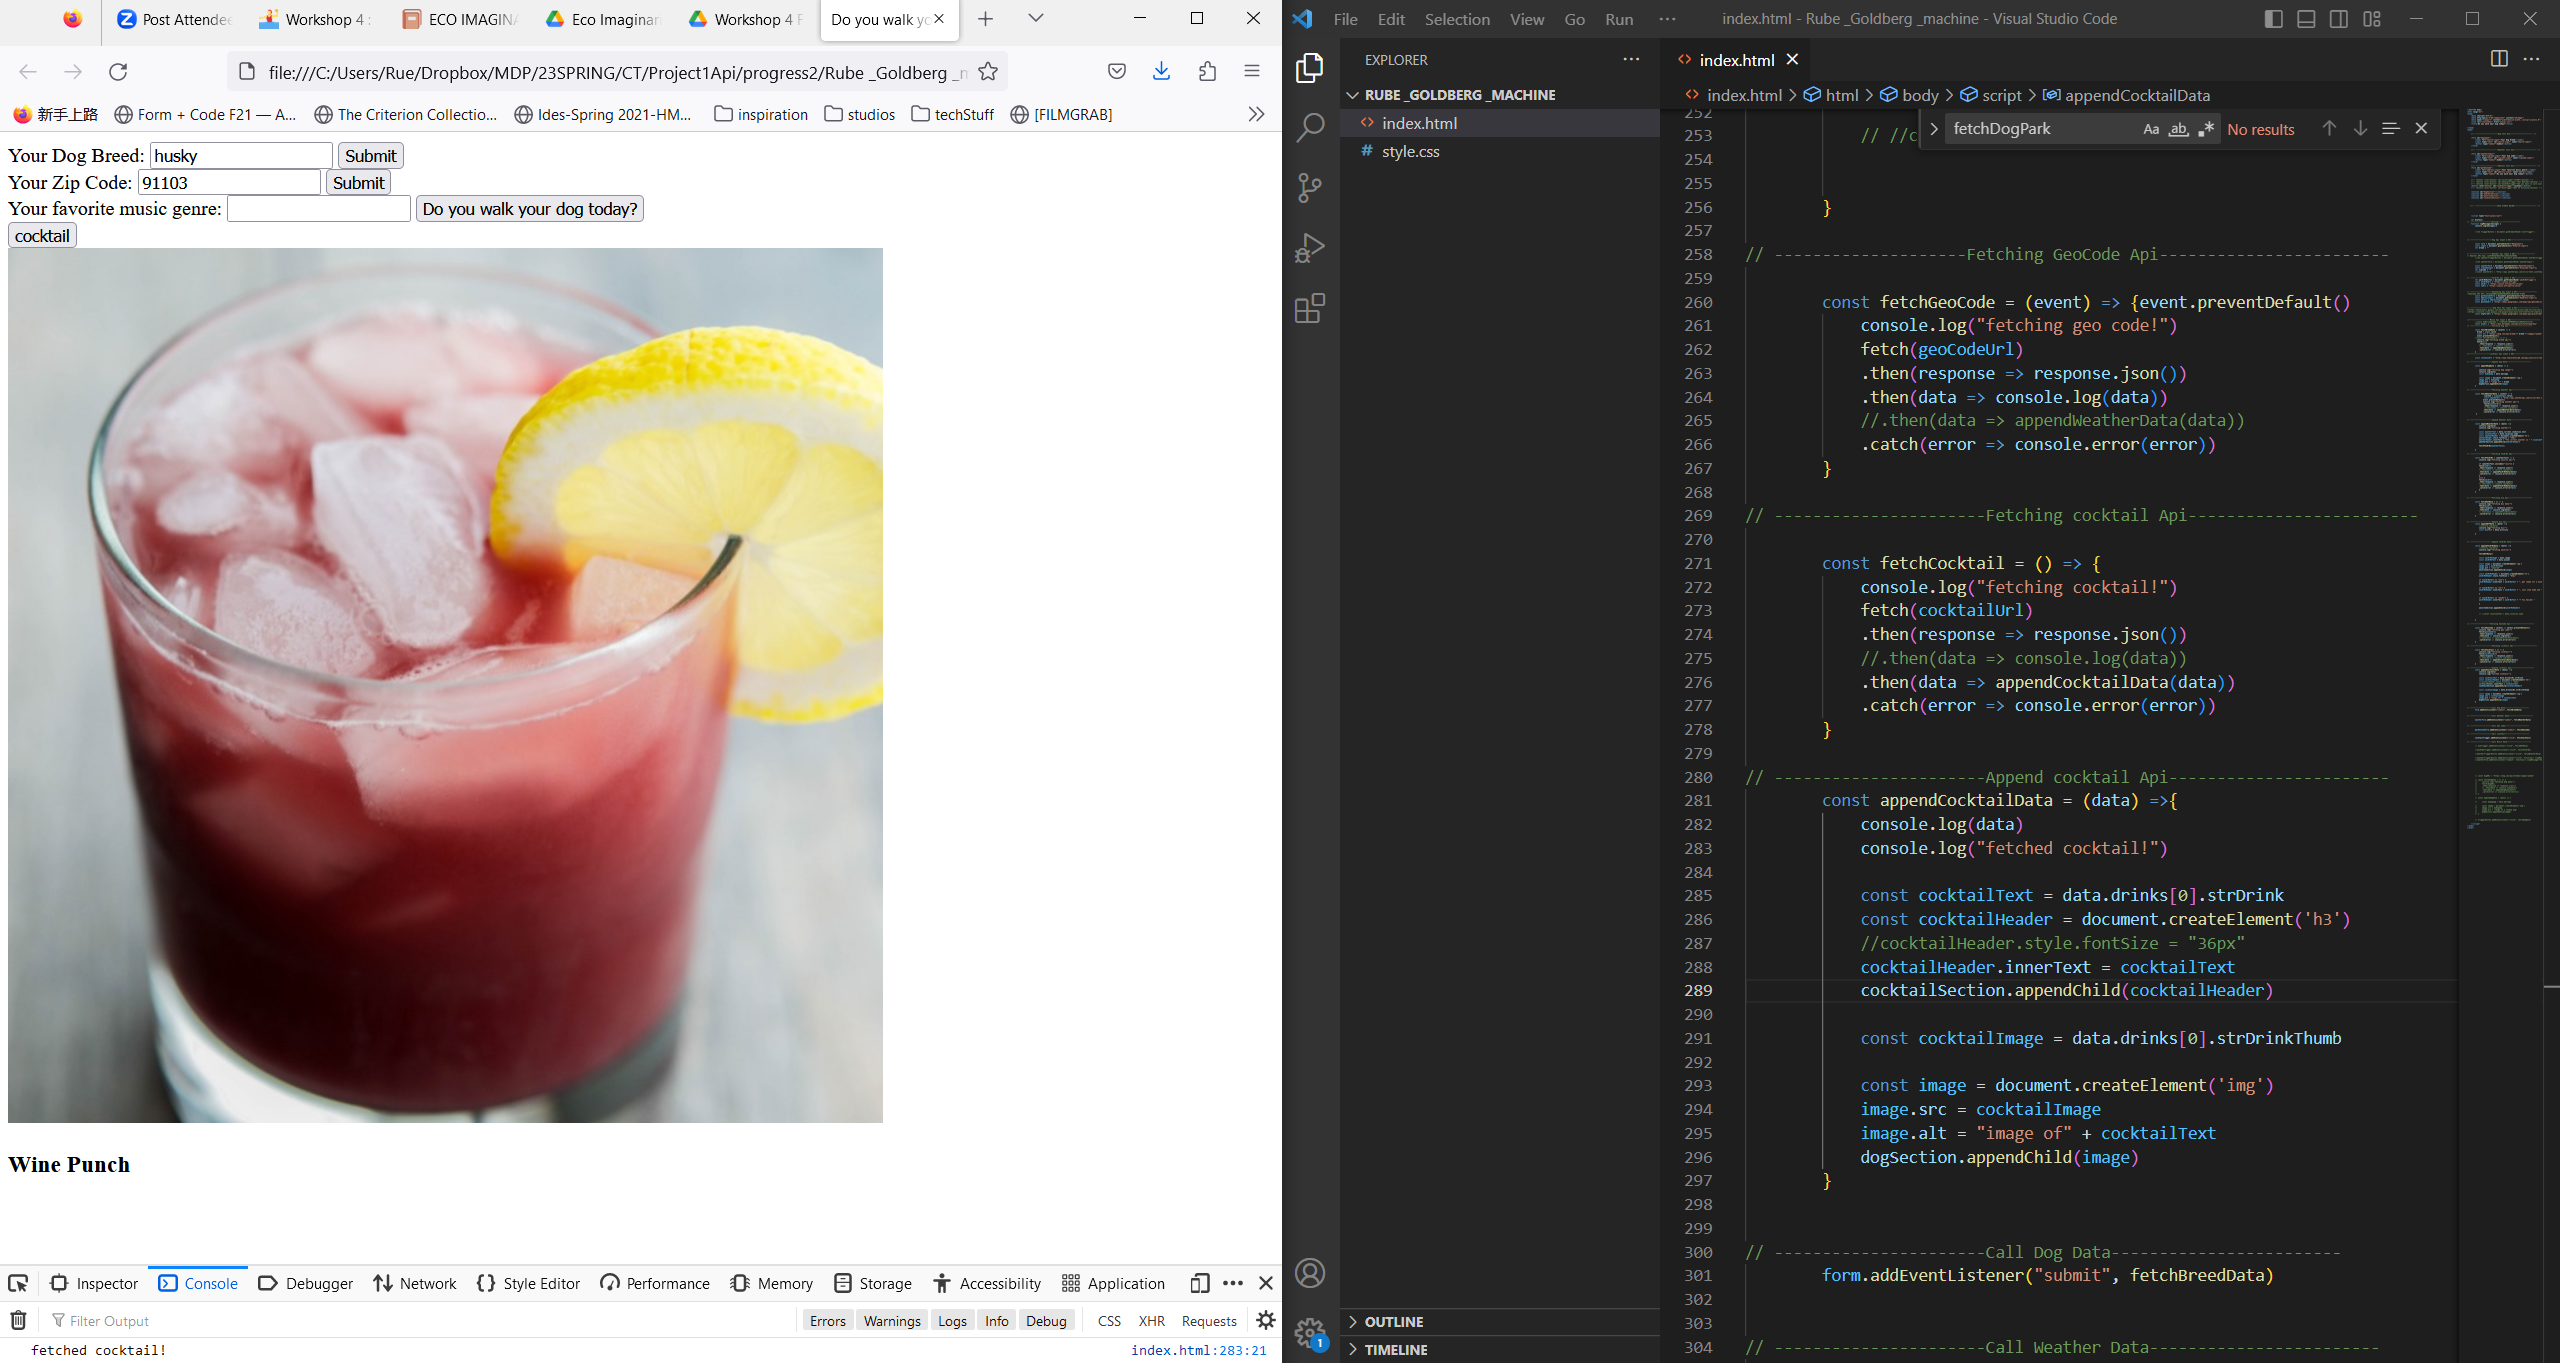 Post Attende
Workshop 4 :
ECO IMAGINA
Eco Imaginar
Workshop 4 F
Do you walk yo
file:///C:/Users/Rue/Dropbox/MDP/23SPRING/CT/Project1Api/progress2/Rube _Goldberg _m
新手上路
Form + Code F21 — A...
The Criterion Collectio...
Ides-Spring 2021-HM...
inspiration
studios
techStuff
[FILMGRAB]
Your Dog Breed: husky Submit
Your Zip Code: 91103 Submit
Your favorite music genre: Do you walk your dog today?
cocktail
Wine Punch
Inspector Console Debugger Network Style Editor Performance Memory Storage Accessibility Application
Filter Output Errors Warnings Logs Info Debug CSS XHR Requests
fetched cocktail! index.html:283:21
File Edit Selection View Go Run ··· index.html - Rube _Goldberg _machine - Visual Studio Code
EXPLORER
RUBE _GOLDBERG _MACHINE
index.html
style.css
OUTLINE
TIMELINE
1
index.html
index.html > html > body > script > appendCocktailData
fetchDogPark Aa ab No results
252
253 // //c
254
255
256 }
257
258 // --------------------Fetching GeoCode Api------------------------
259
260 const fetchGeoCode = (event) => {event.preventDefault()
261 console.log("fetching geo code!")
262 fetch(geoCodeUrl)
263 .then(response => response.json())
264 .then(data => console.log(data))
265 //.then(data => appendWeatherData(data))
266 .catch(error => console.error(error))
267 }
268
269 // ----------------------Fetching cocktail Api------------------------
270
271 const fetchCocktail = () => {
272 console.log("fetching cocktail!")
273 fetch(cocktailUrl)
274 .then(response => response.json())
275 //.then(data => console.log(data))
276 .then(data => appendCocktailData(data))
277 .catch(error => console.error(error))
278 }
279
280 // ----------------------Append cocktail Api-----------------------
281 const appendCocktailData = (data) =>{
282 console.log(data)
283 console.log("fetched cocktail!")
284
285 const cocktailText = data.drinks[0].strDrink
286 const cocktailHeader = document.createElement('h3')
287 //cocktailHeader.style.fontSize = "36px"
288 cocktailHeader.innerText = cocktailText
289 cocktailSection.appendChild(cocktailHeader)
290
291 const cocktailImage = data.drinks[0].strDrinkThumb
292
293 const image = document.createElement('img')
294 image.src = cocktailImage
295 image.alt = "image of" + cocktailText
296 dogSection.appendChild(image)
297 }
298
299
300 // ----------------------Call Dog Data------------------------
301 form.addEventListener("submit", fetchBreedData)
302
303
304 // ----------------------Call Weather Data------------------------